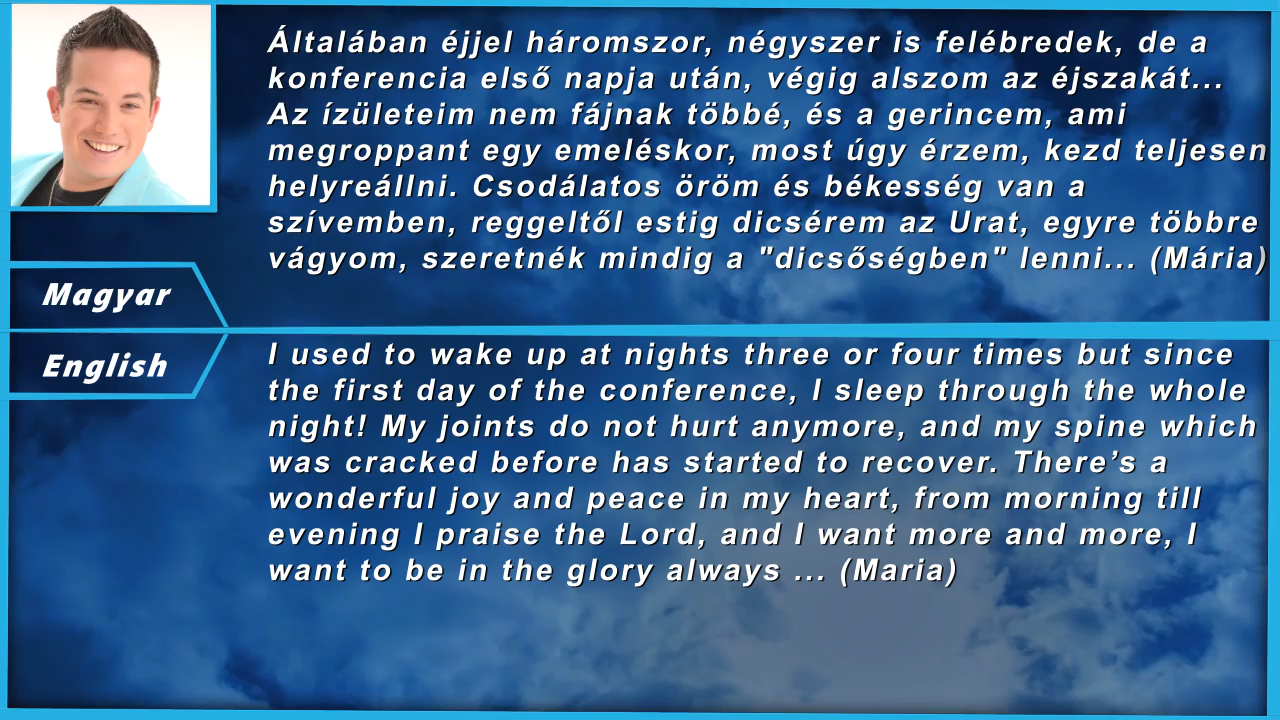 Általában éjjel háromszor, négyszer is felébredek, de a
konferencia első napja után, végig alszom az éjszakát...
Az ízületeim nem fájnak többé, és a gerincem, ami
megroppant egy emeléskor, most úgy érzem, kezd teljesen
helyreállni. Csodálatos öröm és békesség van a
szívemben, reggeltől estig dicsérem az Urat, egyre többre
vágyom, szeretnék mindig a "dicsőségben" lenni... (Mária)
Magyar
English
I used to wake up at nights three or four times but since
the first day of the conference, I sleep through the whole
night! My joints do not hurt anymore, and my spine which
was cracked before has started to recover. There’s a
wonderful joy and peace in my heart, from morning till
evening I praise the Lord, and I want more and more, I
want to be in the glory always ... (Maria)